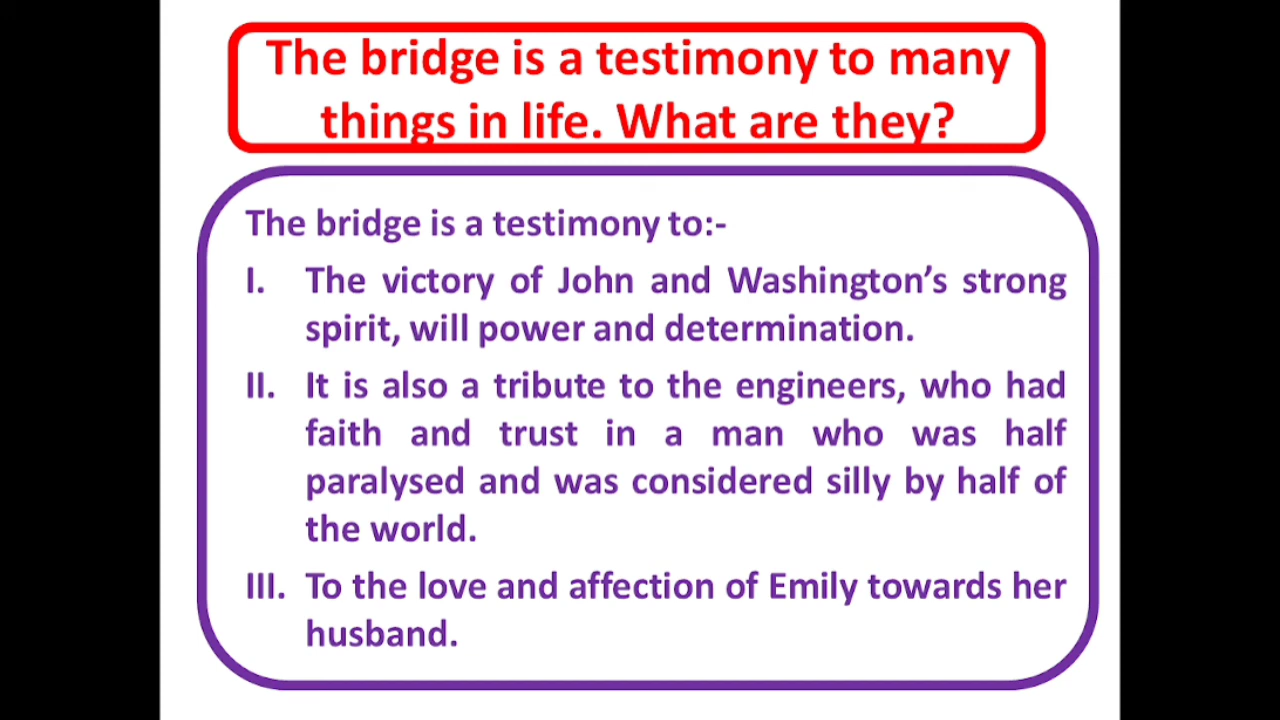 The bridge is a testimony to many
things in life. What are they?
The bridge is a testimony to:-
I. The victory of John and Washington’s strong
spirit, will power and determination.
II. It is also a tribute to the engineers, who had
faith and trust in a man who was half
paralysed and was considered silly by half of
the world.
III. To the love and affection of Emily towards her
husband.